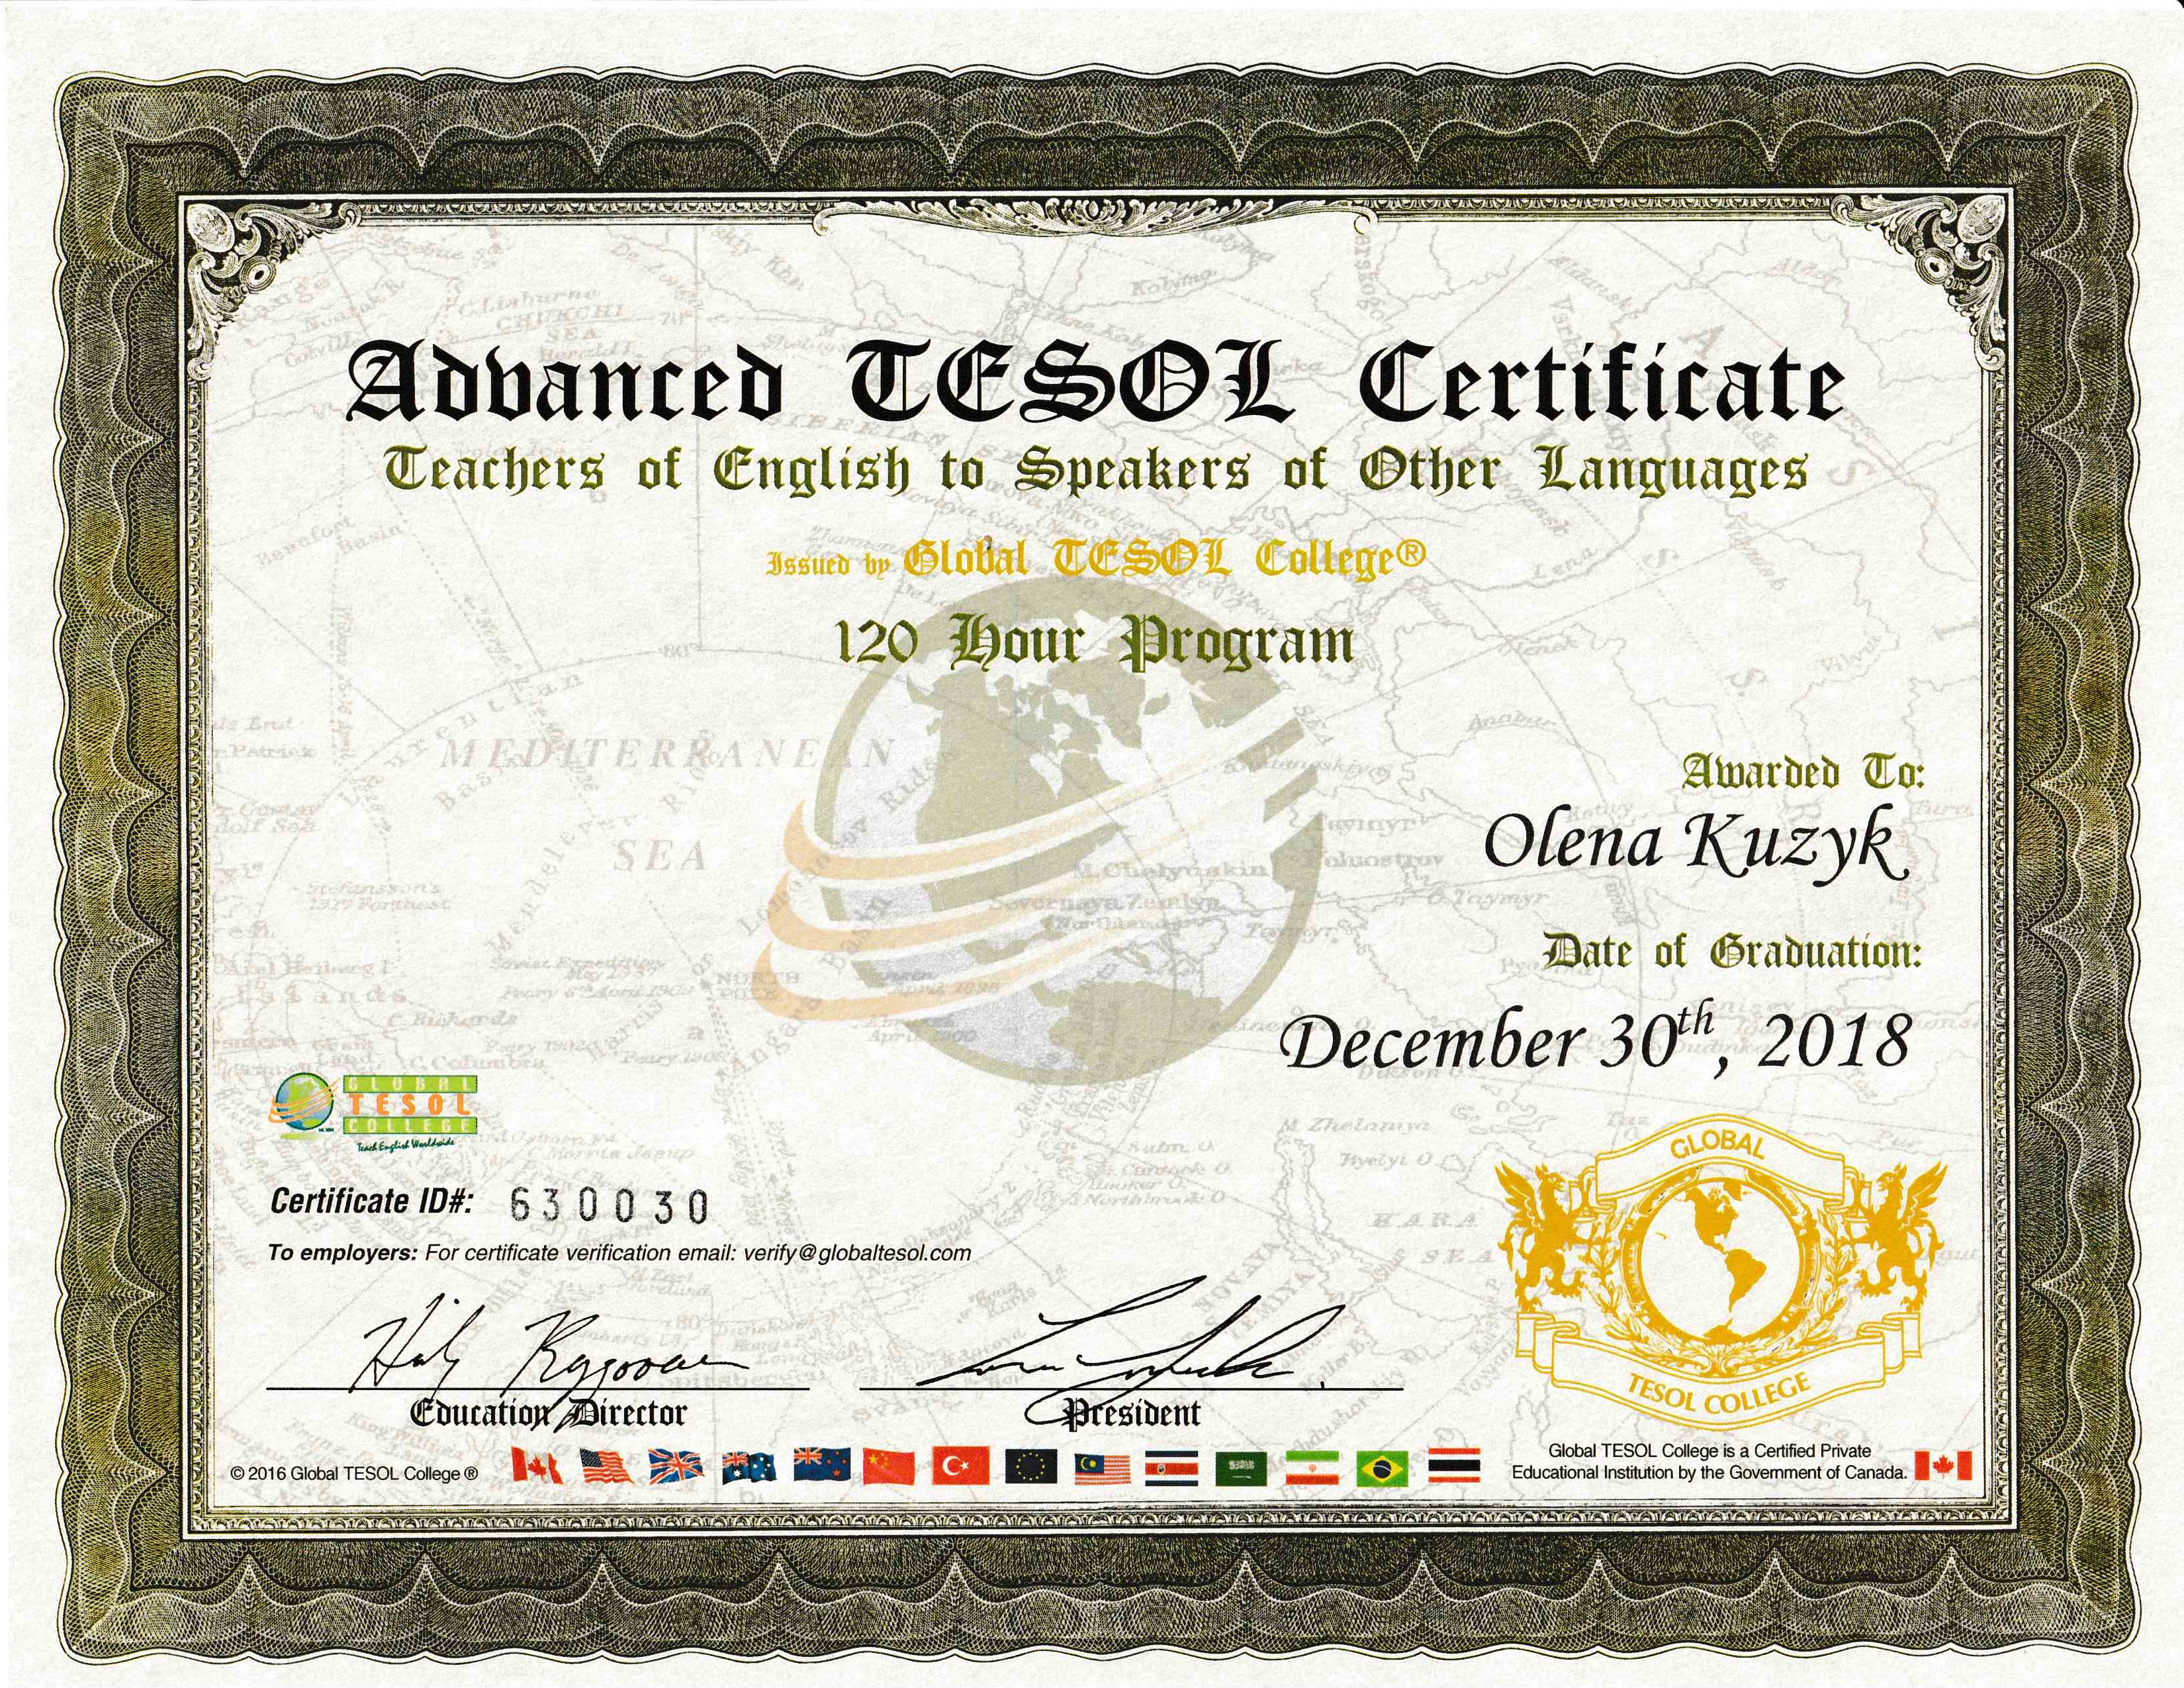 Advanced TESOL Certificate
Teachers of English to Speakers of Other Languages
Issued by Global TESOL College®
120 Hour Program
MEDITERRANEAN
SEA
Awarded To:
Olena Kuzyk
Date of Graduation:
December 30th, 2018
GLOBAL
TESOL
COLLEGE
Teach English Worldwide
Certificate ID#: 630030
To employers: For certificate verification email: verify@globaltesol.com
Education Director
President
GLOBAL
TESOL COLLEGE
© 2016 Global TESOL College ®
Global TESOL College is a Certified Private
Educational Institution by the Government of Canada.